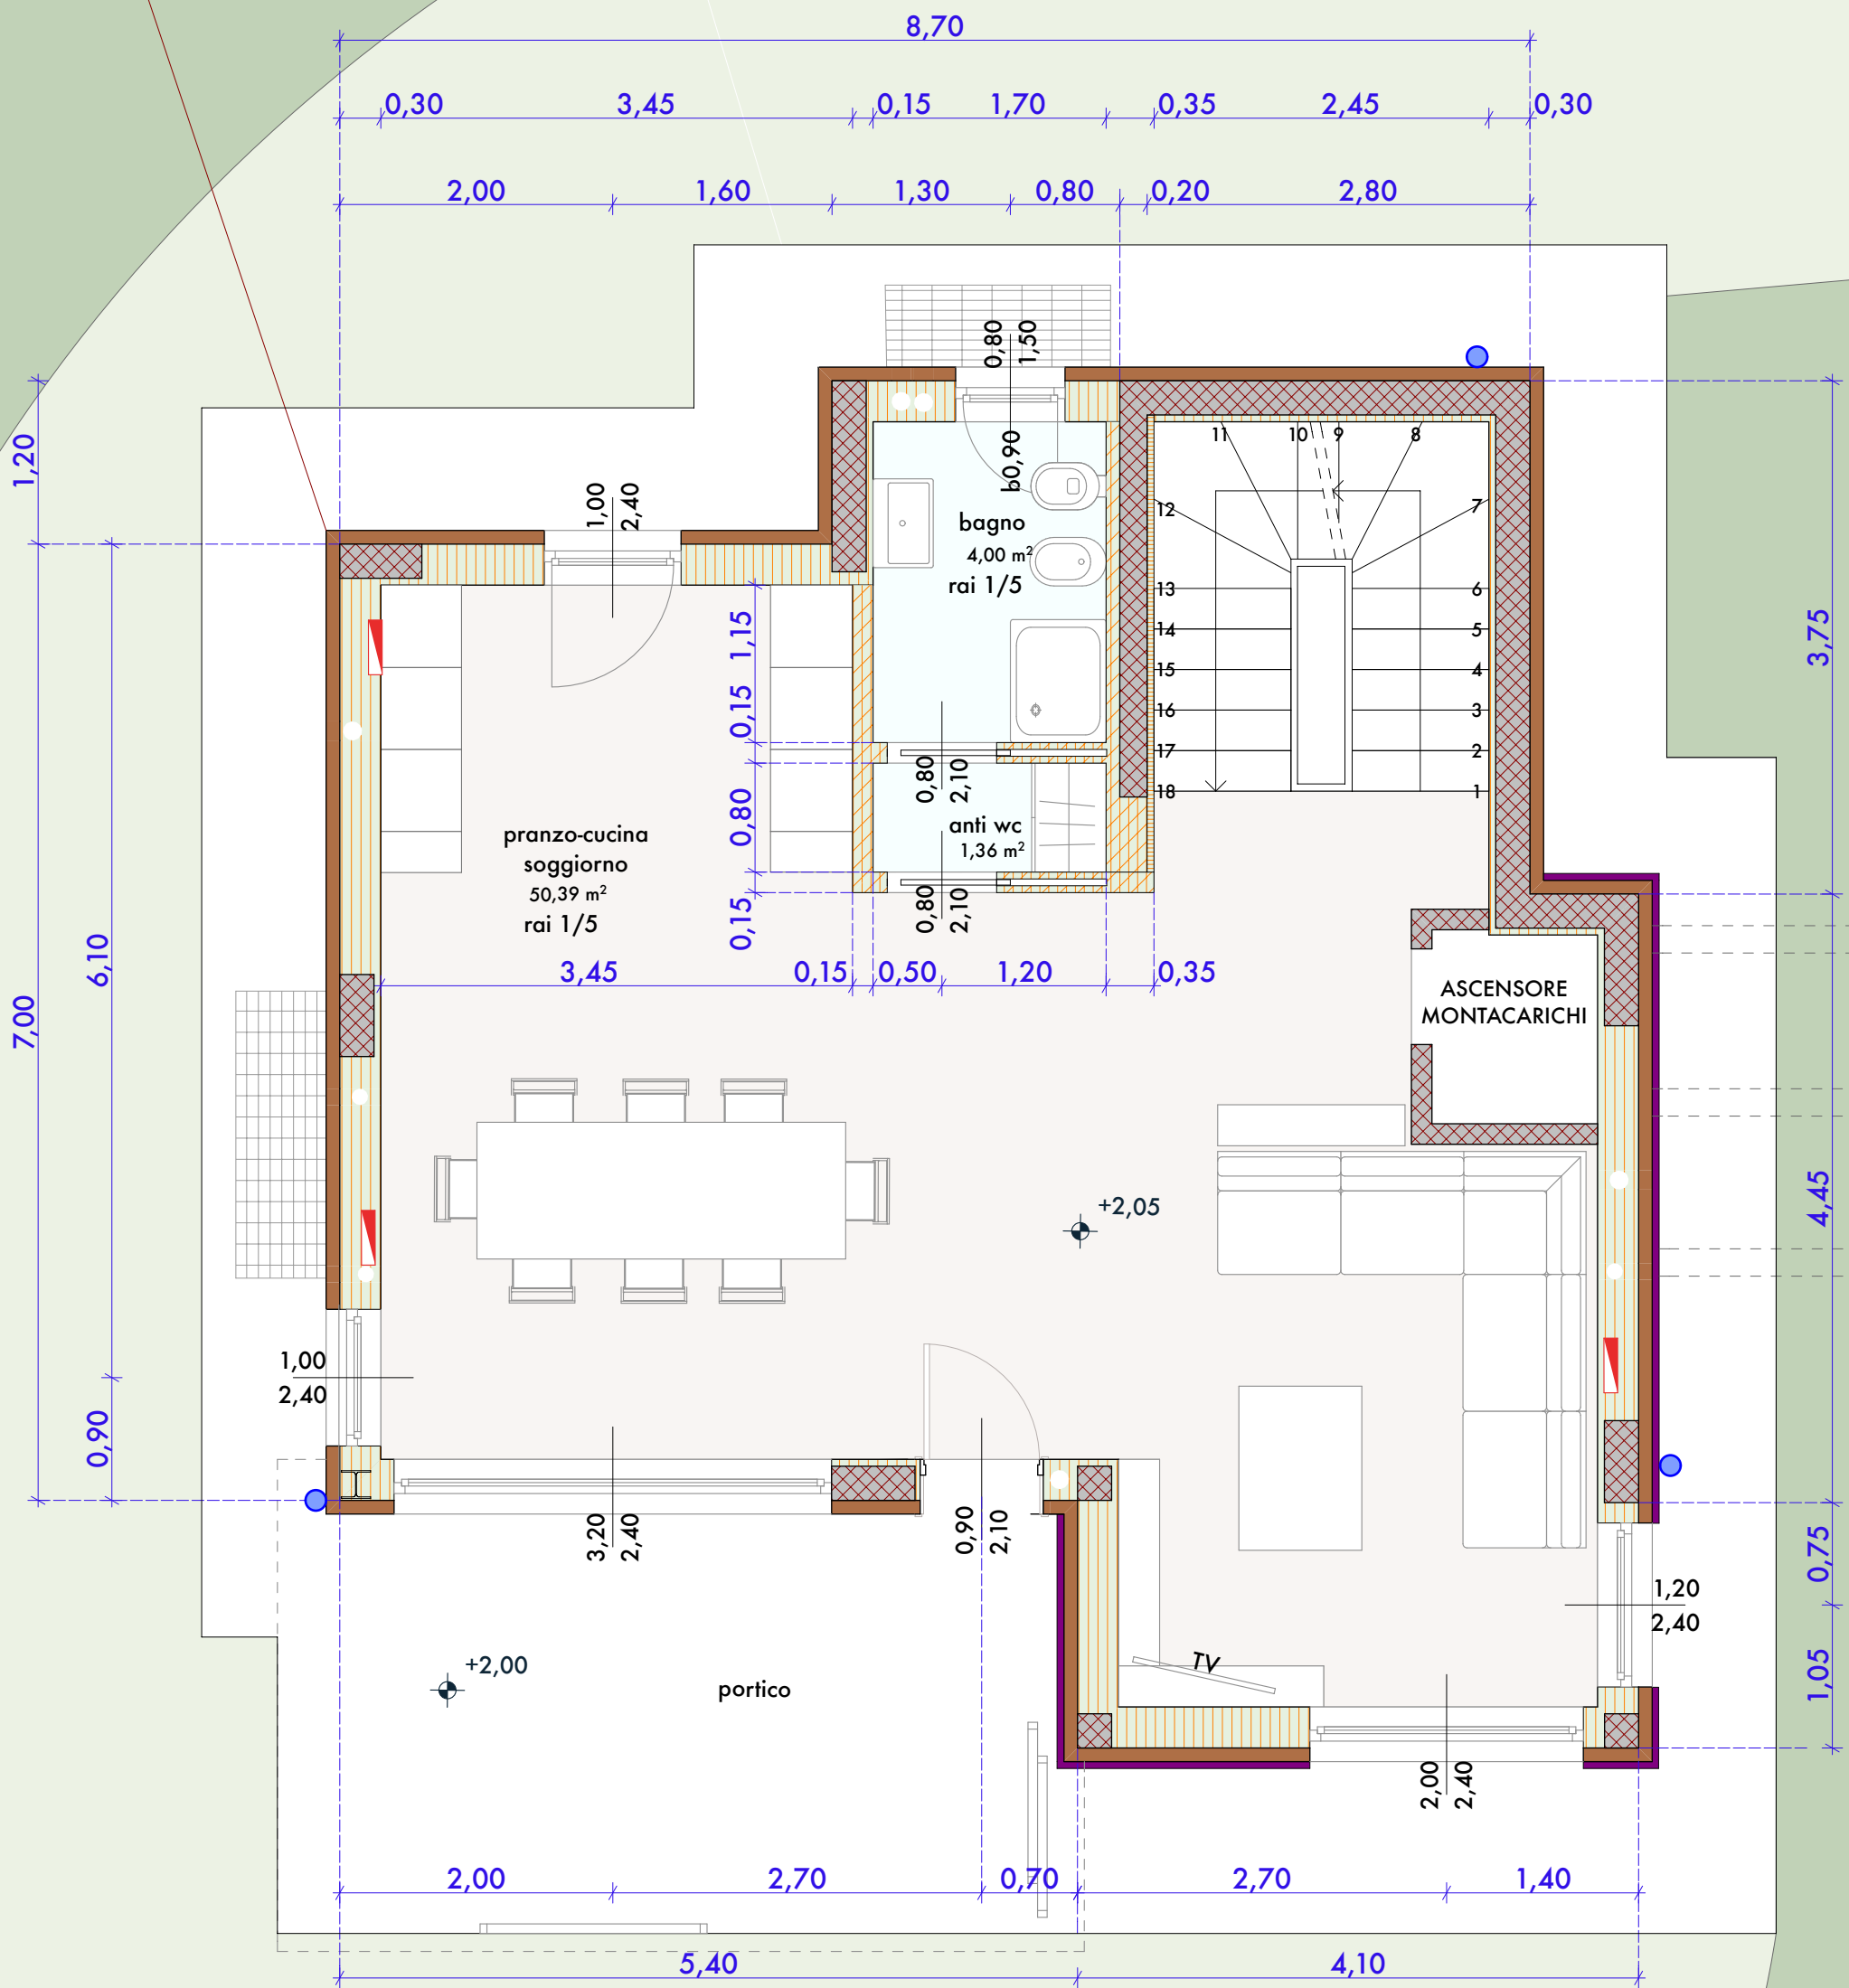 8,70
0,30 3,45 0,15 1,70 0,35 2,45 0,30
2,00 1,60 1,30 0,80 0,20 2,80
0,80
1,50
b0,90
1,00
2,40
1,20
11 10 9 8
12 7
13 6
14 5
15 4
16 3
17 2
18 1
bagno
4,00 m²
rai 1/5
3,75
1,15
0,15
0,80
0,15
0,80
2,10
anti wc
1,36 m²
0,80
2,10
pranzo-cucina
soggiorno
50,39 m²
rai 1/5
6,10
7,00
3,45 0,15 0,50 1,20 0,35
ASCENSORE
MONTACARICHI
+2,05
4,45
1,00
2,40
0,90
3,20
2,40
0,90
2,10
0,75
1,20
2,40
1,05
+2,00
portico
TV
2,00
2,40
2,00 2,70 0,70 2,70 1,40
5,40 4,10